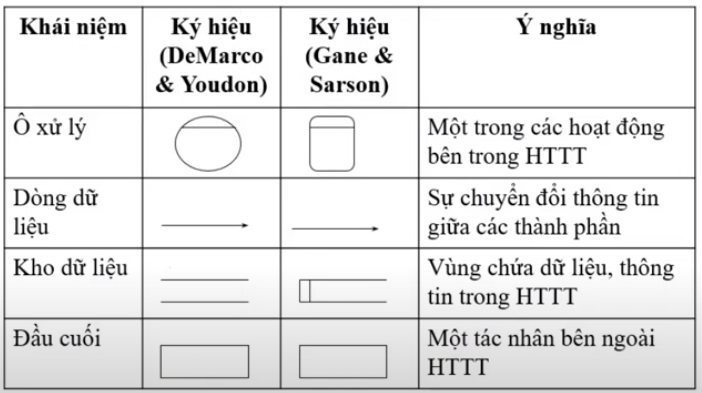 Khái niệm
Ký hiệu
(DeMarco
& Youdon)
Ký hiệu
(Gane &
Sarson)
Ý nghĩa
Ô xử lý
Một trong các hoạt động
bên trong HTTT
Dòng dữ
liệu
Sự chuyển đổi thông tin
giữa các thành phần
Kho dữ liệu
Vùng chứa dữ liệu, thông
tin trong HTTT
Đầu cuối
Một tác nhân bên ngoài
HTTT